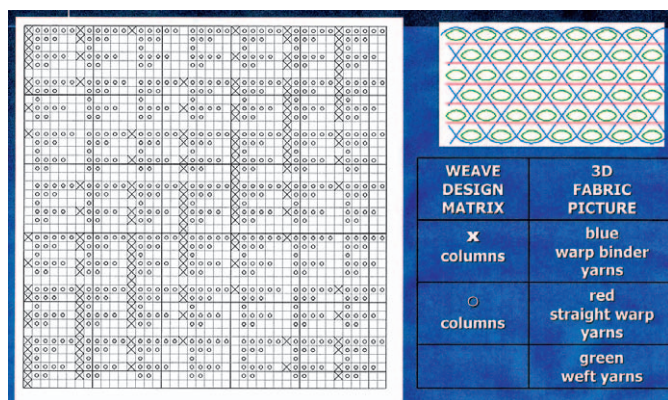 WEAVE
DESIGN
MATRIX
3D
FABRIC
PICTURE
x
columns
blue
warp binder
yarns
o
columns
red
straight warp
yarns
green
weft yarns